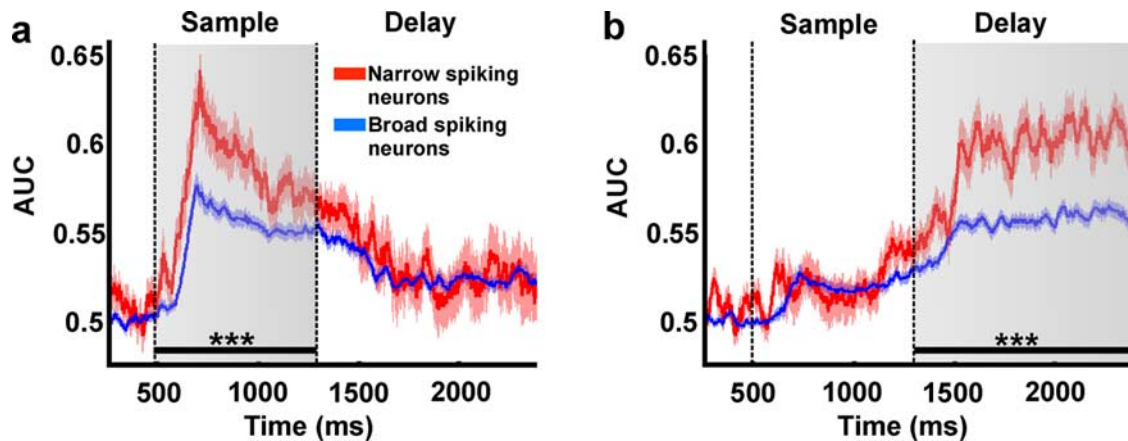 a
Sample
Delay
0.65
0.6
0.55
0.5
AUC
Narrow spiking
neurons
Broad spiking
neurons
***
500
1000
1500
2000
Time (ms)
b
Sample
Delay
0.65
0.6
0.55
0.5
AUC
***
500
1000
1500
2000
Time (ms)